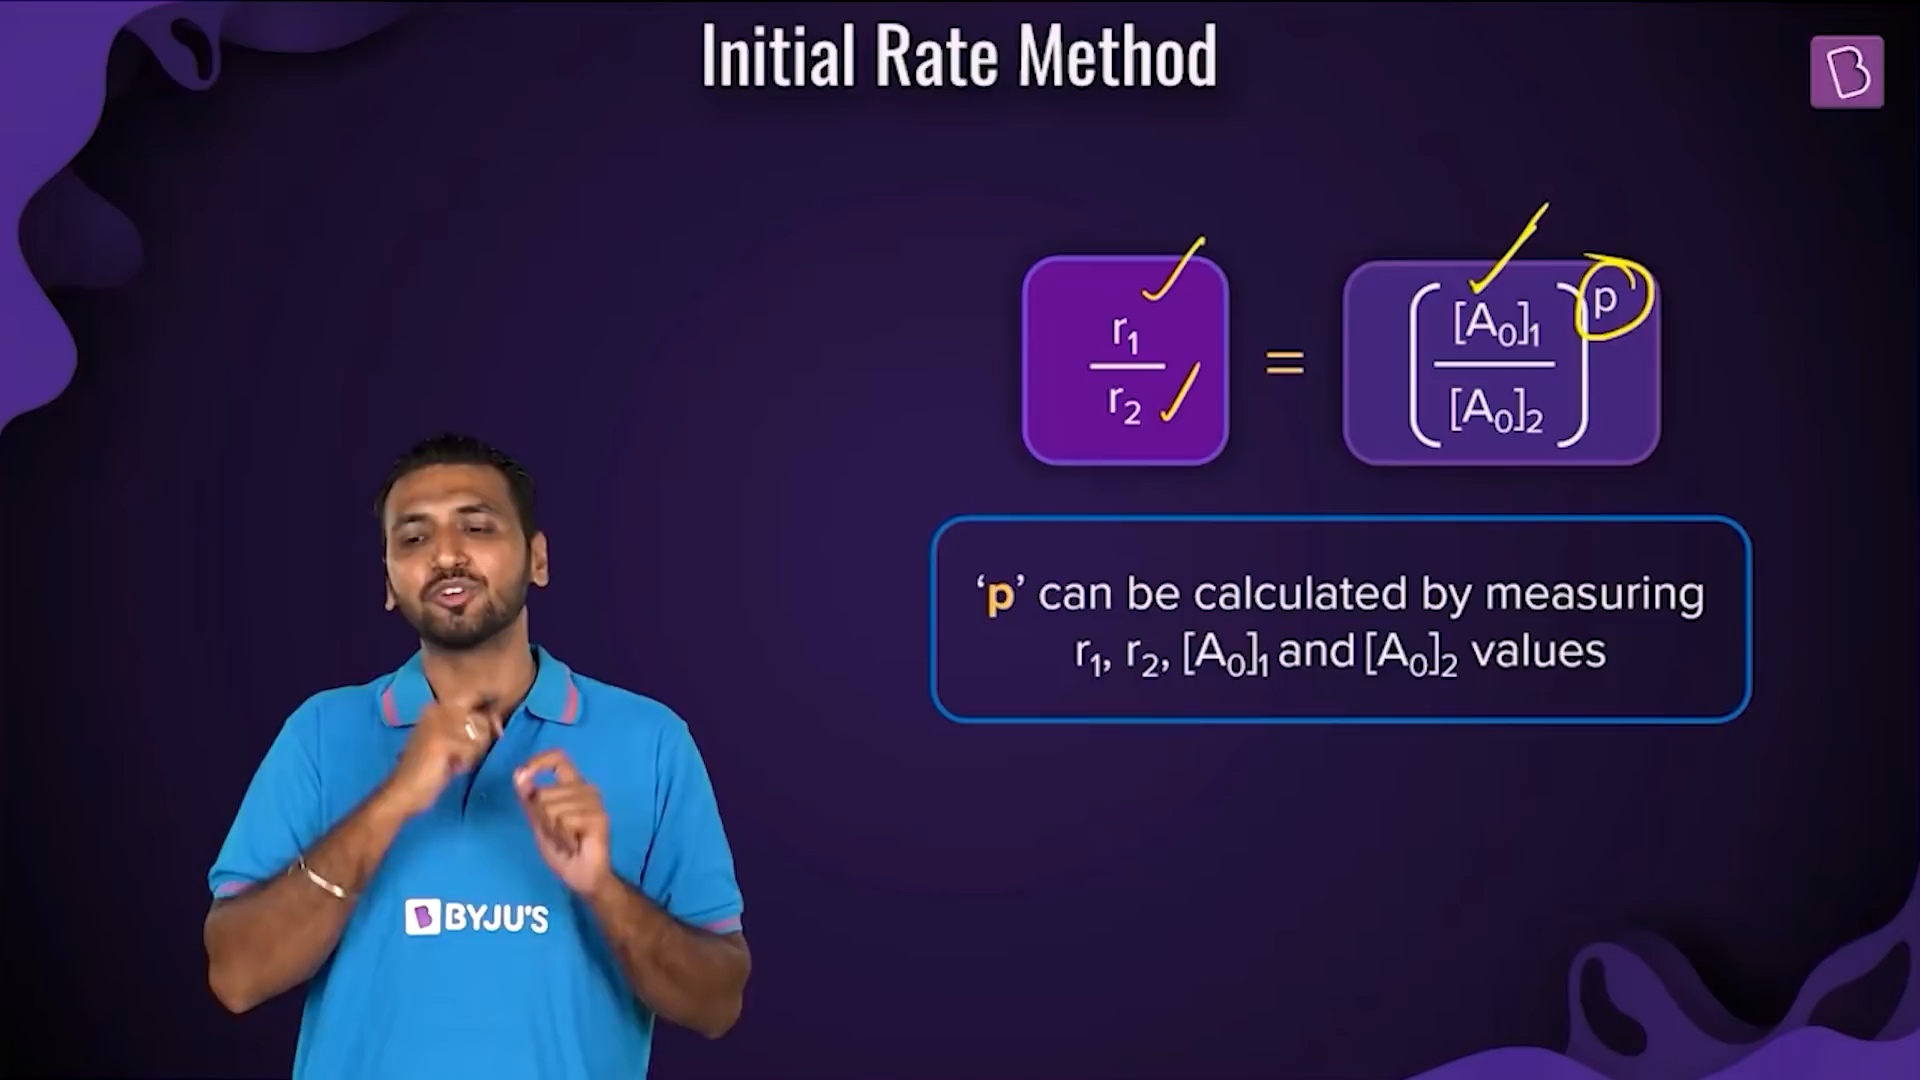 Initial Rate Method
B
r₁
r₂
=
([A₀]₁
[A₀]₂)ᵖ
‘p’ can be calculated by measuring
r₁, r₂, [A₀]₁ and [A₀]₂ values
B BYJU'S